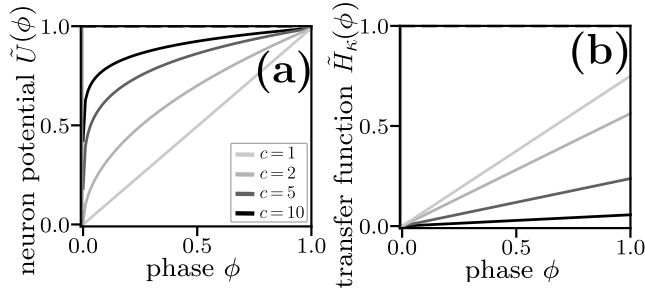 neuron potential Ũ(ϕ)
1.0
0.5
0.0
0.0
0.5
1.0
phase ϕ
(a)
c = 1
c = 2
c = 5
c = 10
transfer function H̃κ(ϕ)
1.0
0.5
0.0
0.0
0.5
1.0
phase ϕ
(b)